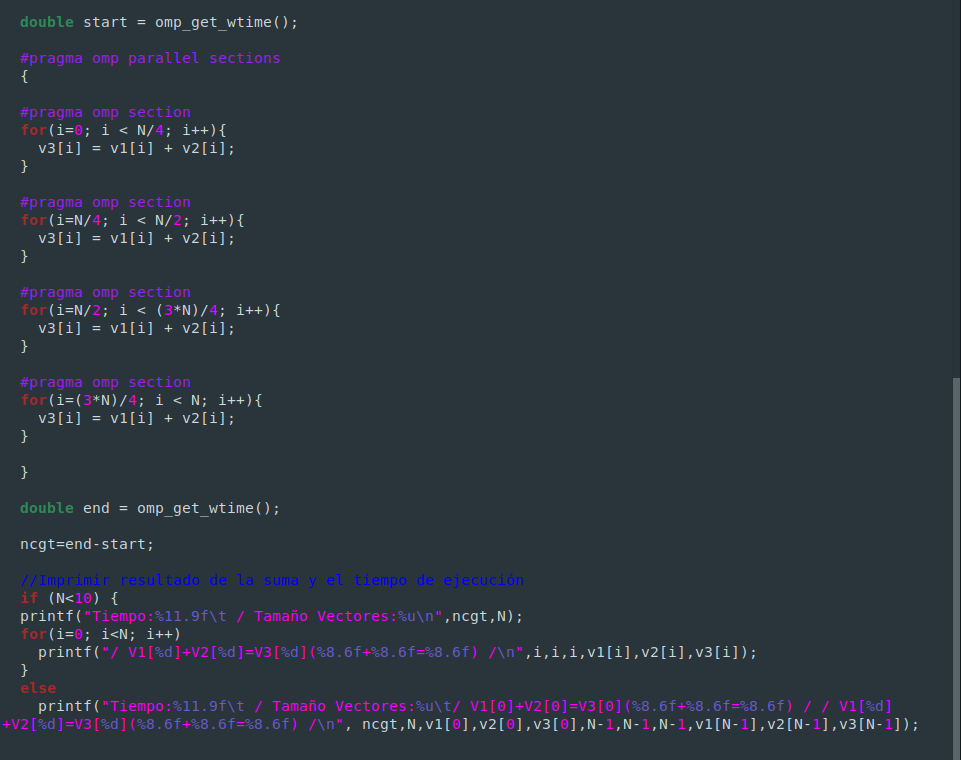 double start = omp_get_wtime();
#pragma omp parallel sections
{
#pragma omp section
for(i=0; i < N/4; i++){
v3[i] = v1[i] + v2[i];
}
#pragma omp section
for(i=N/4; i < N/2; i++){
v3[i] = v1[i] + v2[i];
}
#pragma omp section
for(i=N/2; i < (3*N)/4; i++){
v3[i] = v1[i] + v2[i];
}
#pragma omp section
for(i=(3*N)/4; i < N; i++){
v3[i] = v1[i] + v2[i];
}
}
double end = omp_get_wtime();
ncgt=end-start;
//Imprimir resultado de la suma y el tiempo de ejecución
if (N<10) {
printf("Tiempo:%11.9f\t / Tamaño Vectores:%u\n",ncgt,N);
for(i=0; i<N; i++)
printf("/ V1[%d]+V2[%d]=V3[%d](%8.6f+%8.6f=%8.6f) /\n",i,i,i,v1[i],v2[i],v3[i]);
}
else
printf("Tiempo:%11.9f\t / Tamaño Vectores:%u\t/ V1[0]+V2[0]=V3[0](%8.6f+%8.6f=%8.6f) / / V1[%d]
+V2[%d]=V3[%d](%8.6f+%8.6f=%8.6f) /\n", ncgt,N,v1[0],v2[0],v3[0],N-1,N-1,N-1,v1[N-1],v2[N-1],v3[N-1]);